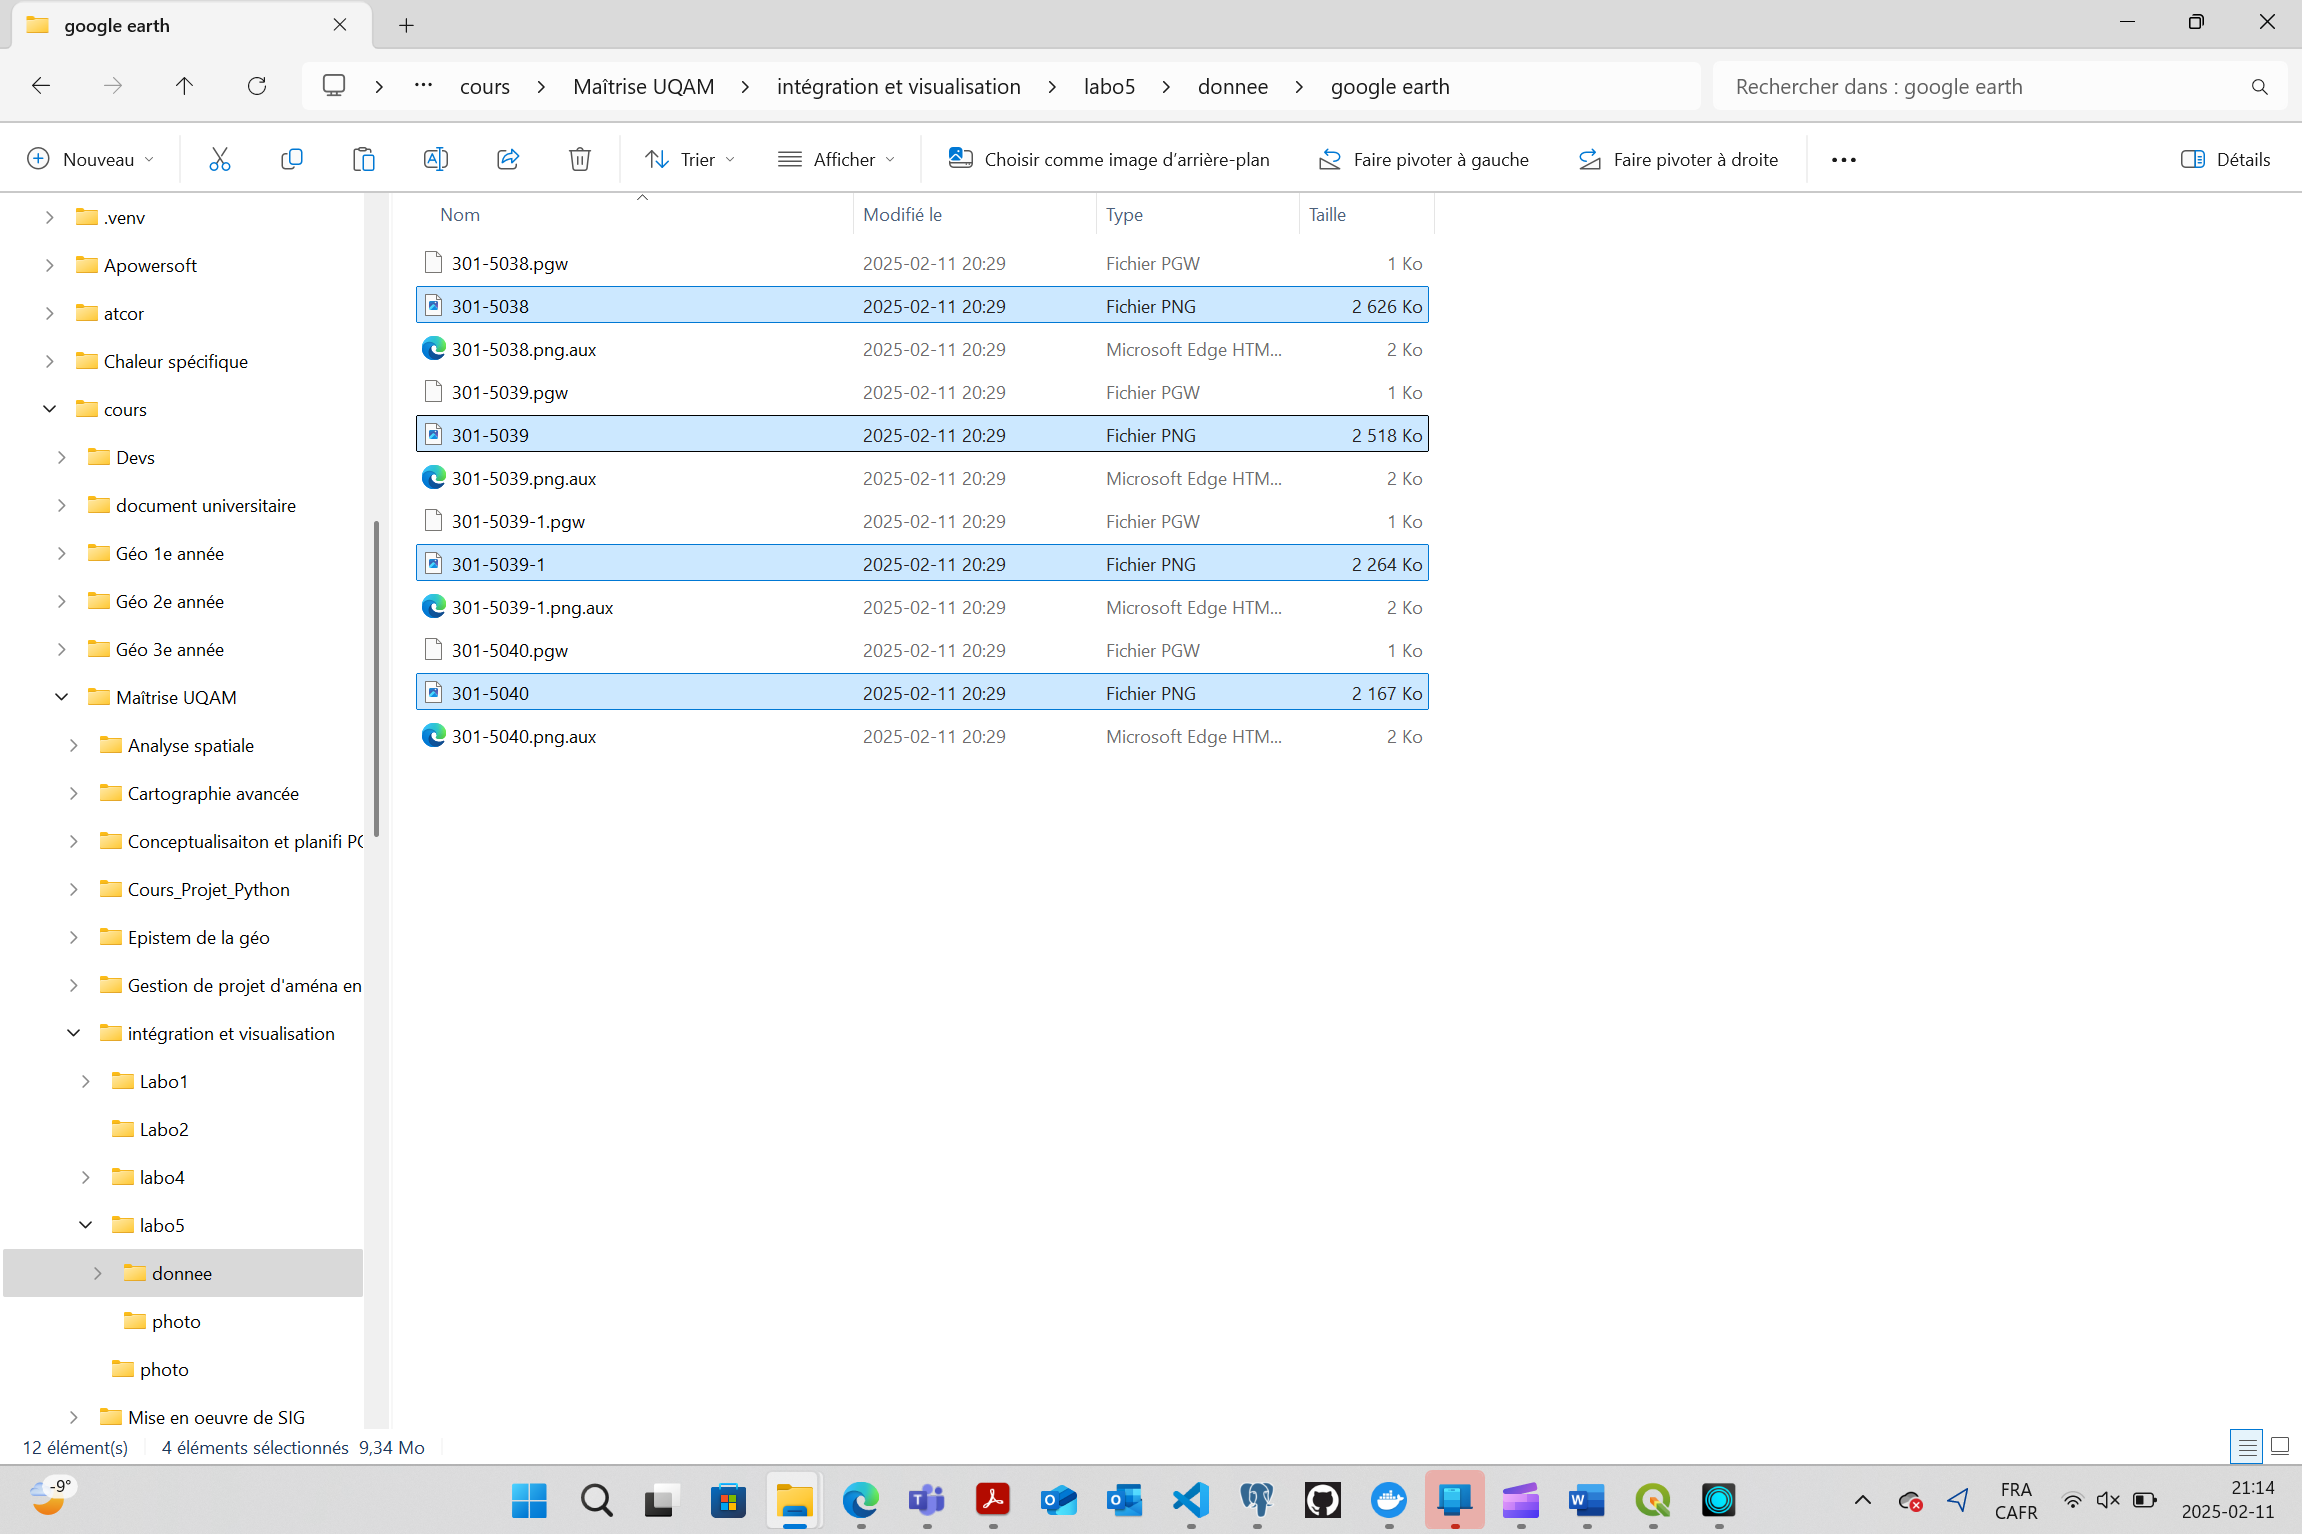 google earth
cours
Maîtrise UQAM
intégration et visualisation
labo5
donnee
google earth
Rechercher dans : google earth
Nouveau
Trier
Afficher
Choisir comme image d’arrière-plan
Faire pivoter à gauche
Faire pivoter à droite
Détails
.venv
Apowersoft
atcor
Chaleur spécifique
cours
Devs
document universitaire
Géo 1e année
Géo 2e année
Géo 3e année
Maîtrise UQAM
Analyse spatiale
Cartographie avancée
Conceptualisaiton et planifi PC
Cours_Projet_Python
Epistem de la géo
Gestion de projet d'aména en
intégration et visualisation
Labo1
Labo2
labo4
labo5
donnee
photo
photo
Mise en oeuvre de SIG
Nom Modifié le Type Taille
301-5038.pgw 2025-02-11 20:29 Fichier PGW 1 Ko
301-5038 2025-02-11 20:29 Fichier PNG 2 626 Ko
301-5038.png.aux 2025-02-11 20:29 Microsoft Edge HTM... 2 Ko
301-5039.pgw 2025-02-11 20:29 Fichier PGW 1 Ko
301-5039 2025-02-11 20:29 Fichier PNG 2 518 Ko
301-5039.png.aux 2025-02-11 20:29 Microsoft Edge HTM... 2 Ko
301-5039-1.pgw 2025-02-11 20:29 Fichier PGW 1 Ko
301-5039-1 2025-02-11 20:29 Fichier PNG 2 264 Ko
301-5039-1.png.aux 2025-02-11 20:29 Microsoft Edge HTM... 2 Ko
301-5040.pgw 2025-02-11 20:29 Fichier PGW 1 Ko
301-5040 2025-02-11 20:29 Fichier PNG 2 167 Ko
301-5040.png.aux 2025-02-11 20:29 Microsoft Edge HTM... 2 Ko
12 élément(s) 4 éléments sélectionnés 9,34 Mo
-9°
FRA
CAFR
21:14
2025-02-11